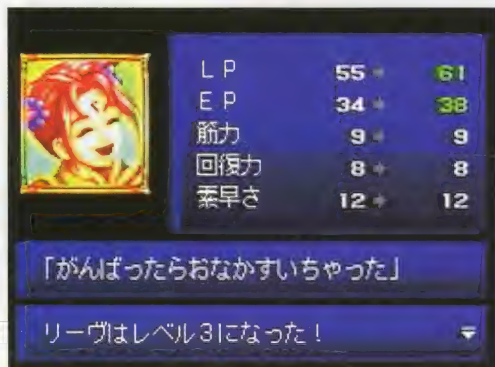 LP 55 → 61
EP 34 → 38
筋力 9 → 9
回復力 8 → 8
素早さ 12 → 12
「がんばったらおなかすいちゃった」
リーヴはレベル3になった!